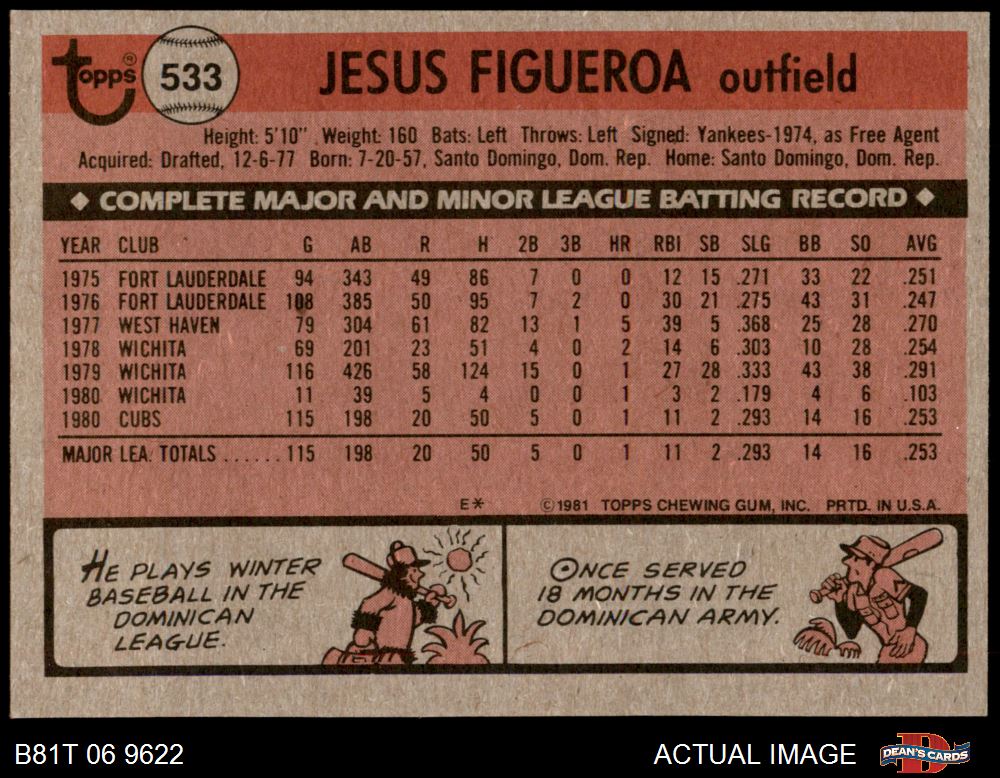 Topps®
533
JESUS FIGUEROA outfield
Height: 5'10" Weight: 160 Bats: Left Throws: Left Signed: Yankees-1974, as Free Agent
Acquired: Drafted, 12-6-77 Born: 7-20-57, Santo Domingo, Dom. Rep. Home: Santo Domingo, Dom. Rep.
◆ COMPLETE MAJOR AND MINOR LEAGUE BATTING RECORD ◆
YEAR CLUB G AB R H 2B 3B HR RBI SB SLG BB SO AVG
1975 FORT LAUDERDALE 94 343 49 86 7 0 0 12 15 .271 33 22 .251
1976 FORT LAUDERDALE 108 385 50 95 7 2 0 30 21 .275 43 31 .247
1977 WEST HAVEN 79 304 61 82 13 1 5 39 5 .368 25 28 .270
1978 WICHITA 69 201 23 51 4 0 2 14 6 .303 10 28 .254
1979 WICHITA 116 426 58 124 15 0 1 27 28 .333 43 38 .291
1980 WICHITA 11 39 5 4 0 0 1 3 2 .179 4 6 .103
1980 CUBS 115 198 20 50 5 0 1 11 2 .293 14 16 .253
MAJOR LEA. TOTALS ...... 115 198 20 50 5 0 1 11 2 .293 14 16 .253
E* ©1981 TOPPS CHEWING GUM, INC. PRTD. IN U.S.A.
HE PLAYS WINTER
BASEBALL IN THE
DOMINICAN
LEAGUE.
ONCE SERVED
18 MONTHS IN THE
DOMINICAN ARMY.
B81T 06 9622
ACTUAL IMAGE
DEAN'S CARDS